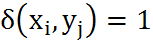 δ(xᵢ,yⱼ) = 1